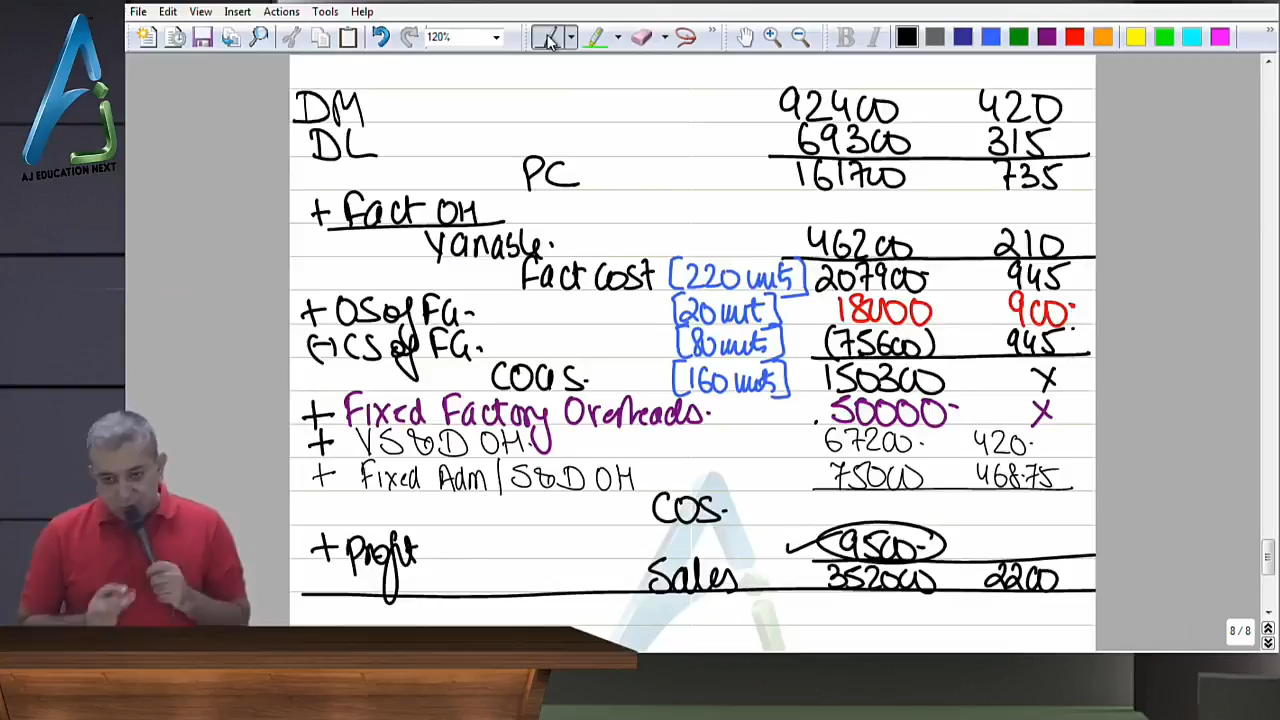 File Edit View Insert Actions Tools Help
120%
B I U
AJ EDUCATION NEXT
DM 92400 420
DL 69300 315
PC 161700 735
+ Fact OH
Variable. 46200 210
Fact Cost [220 units] 207900 945
+ OS of FG. [20 unit] 18000 900.
(-) CS of FG. [80 units] (75600) 945
COGS. [160 units] 150300 X
+ Fixed Factory Overheads. 50000 X
+ VS&D OH. 67200 420.
+ Fixed Adm/S&D OH 75000 468.75
COS.
+ Profit 9500
Sales 352000 2200
8/8